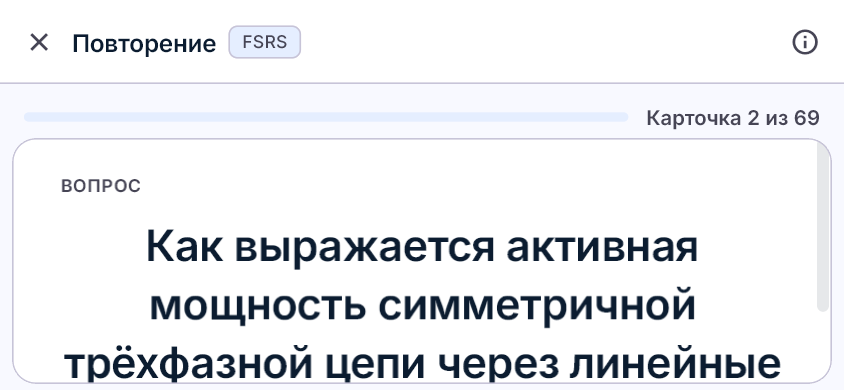 Повторение FSRS
Карточка 2 из 69
ВОПРОС
Как выражается активная
мощность симметричной
трёхфазной цепи через линейные